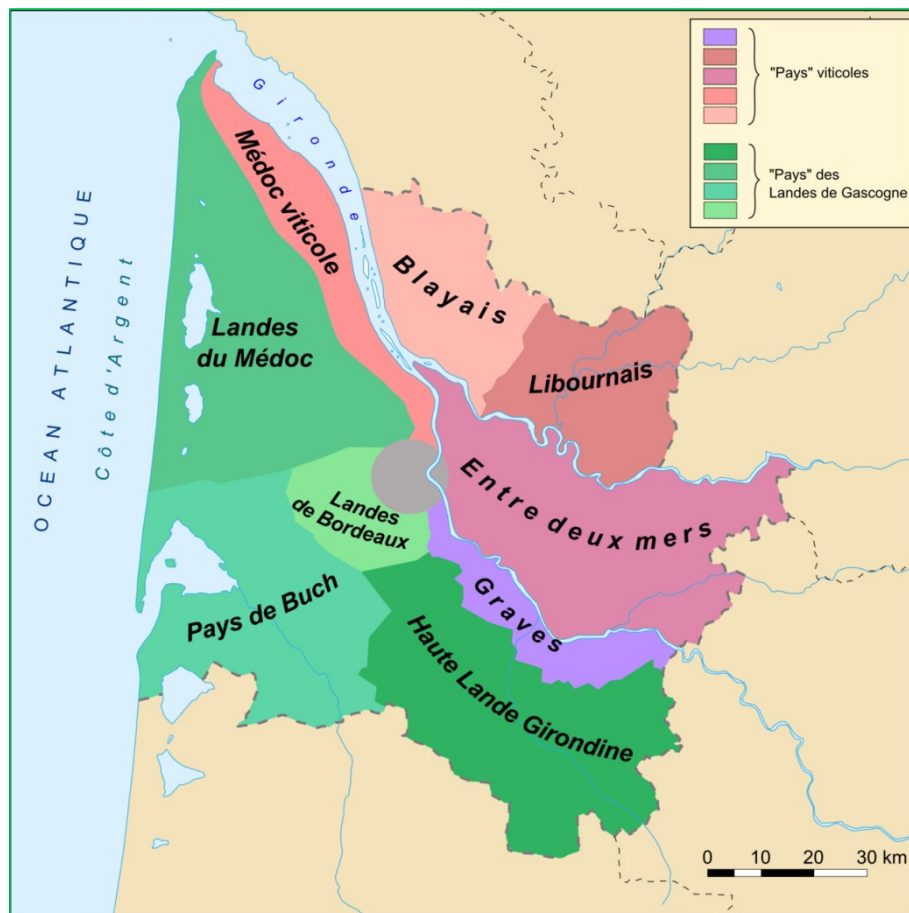 "Pays" viticoles
"Pays" des
Landes de Gascogne
Gironde
Médoc viticole
Blayais
Landes
du Médoc
Libournais
OCEAN ATLANTIQUE
Côte d'Argent
Entre deux mers
Landes
de Bordeaux
Graves
Pays de Buch
Haute Lande Girondine
0 10 20 30 km